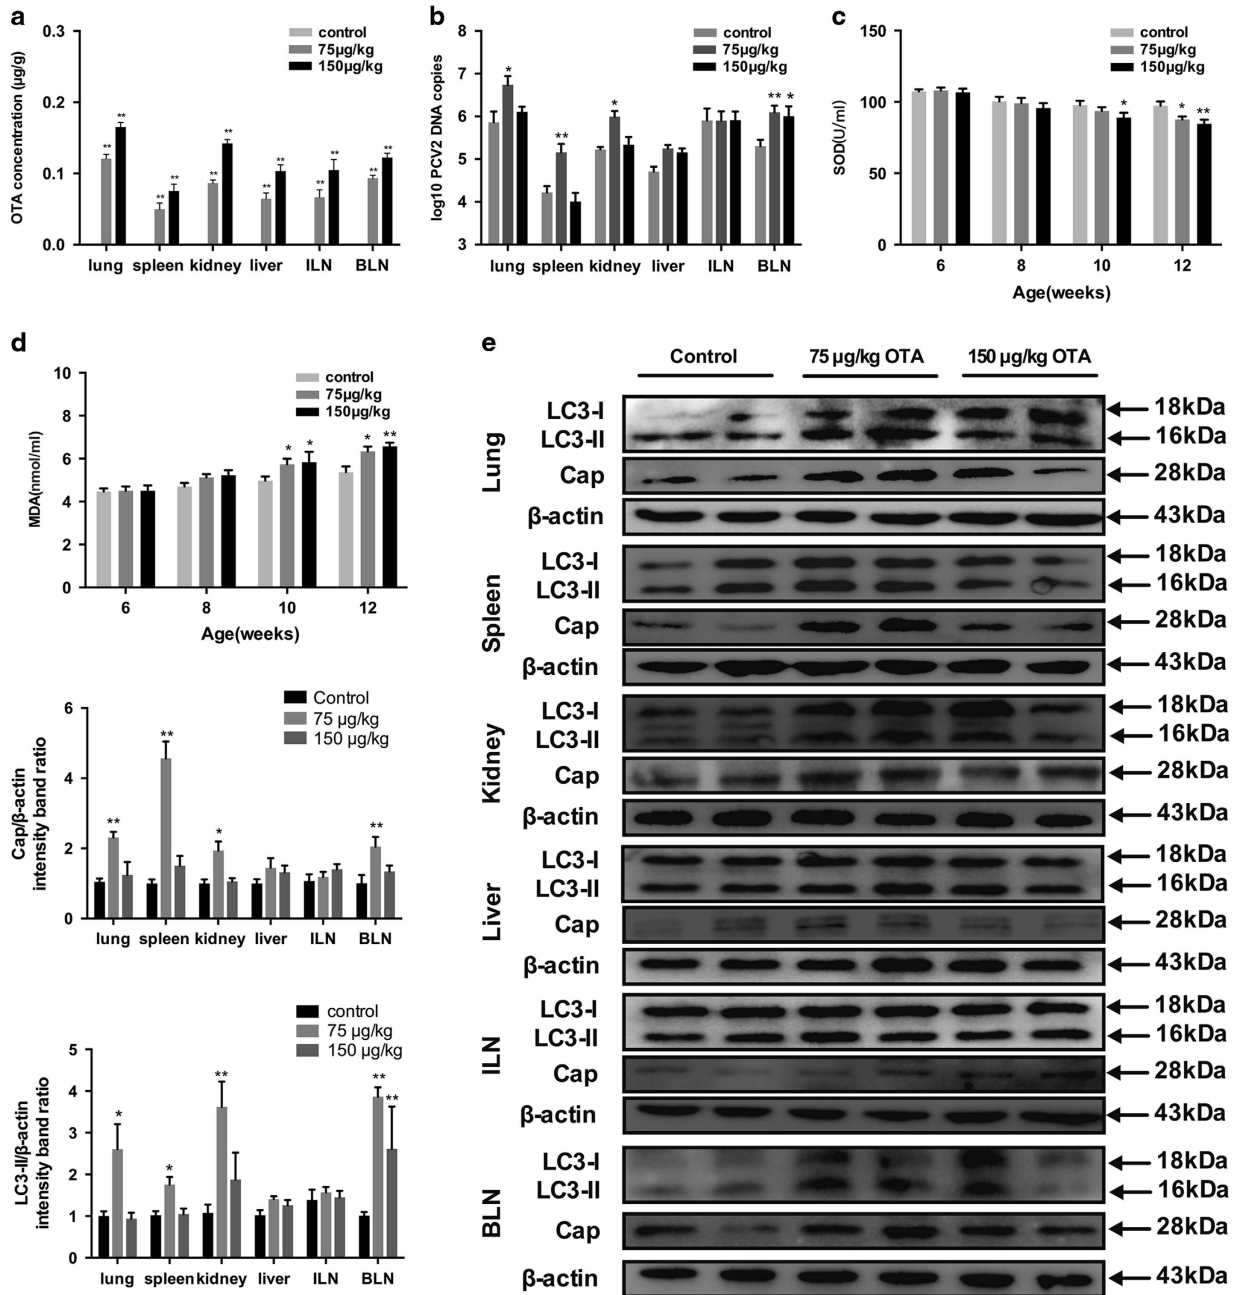 a
OTA concentration (µg/g)
0.3
0.2
0.1
0.0
control
75µg/kg
150µg/kg
** ** ** ** ** ** ** ** ** ** ** **
lung spleen kidney liver ILN BLN
b
log10 PCV2 DNA copies
8
7
6
5
4
3
control
75µg/kg
150µg/kg
* ** * ** *
lung spleen kidney liver ILN BLN
c
SOD(U/ml)
150
100
50
0
control
75µg/kg
150µg/kg
* * **
6 8 10 12
Age(weeks)
d
MDA(nmol/ml)
10
8
6
4
2
0
control
75µg/kg
150µg/kg
* * * **
6 8 10 12
Age(weeks)
Cap/β-actin
intensity band ratio
6
4
2
0
Control
75 µg/kg
150 µg/kg
** ** * **
lung spleen kidney liver ILN BLN
LC3-II/β-actin
intensity band ratio
5
4
3
2
1
0
control
75 µg/kg
150 µg/kg
* * ** ** **
lung spleen kidney liver ILN BLN
e
Control 75 µg/kg OTA 150 µg/kg OTA
Lung
LC3-I 18kDa
LC3-II 16kDa
Cap 28kDa
β-actin 43kDa
Spleen
LC3-I 18kDa
LC3-II 16kDa
Cap 28kDa
β-actin 43kDa
Kidney
LC3-I 18kDa
LC3-II 16kDa
Cap 28kDa
β-actin 43kDa
Liver
LC3-I 18kDa
LC3-II 16kDa
Cap 28kDa
β-actin 43kDa
ILN
LC3-I 18kDa
LC3-II 16kDa
Cap 28kDa
β-actin 43kDa
BLN
LC3-I 18kDa
LC3-II 16kDa
Cap 28kDa
β-actin 43kDa